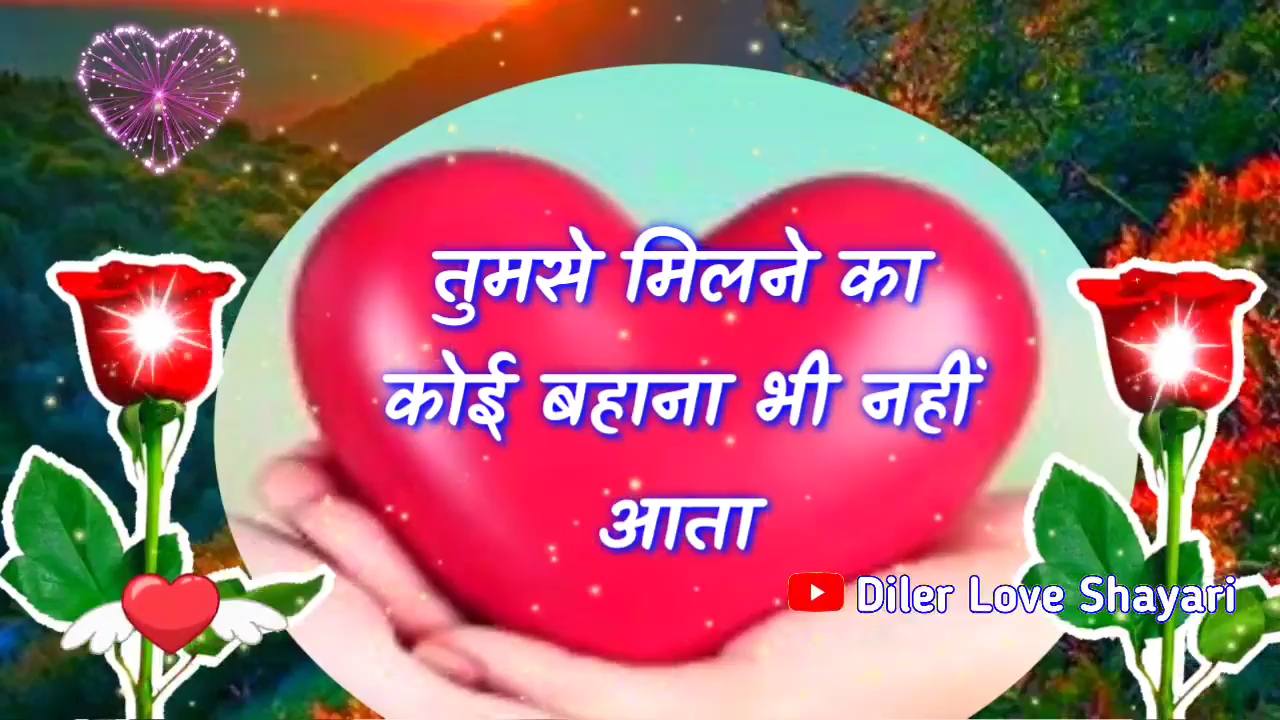 तुमसे मिलने का
कोई बहाना भी नहीं
आता
Diler Love Shayari